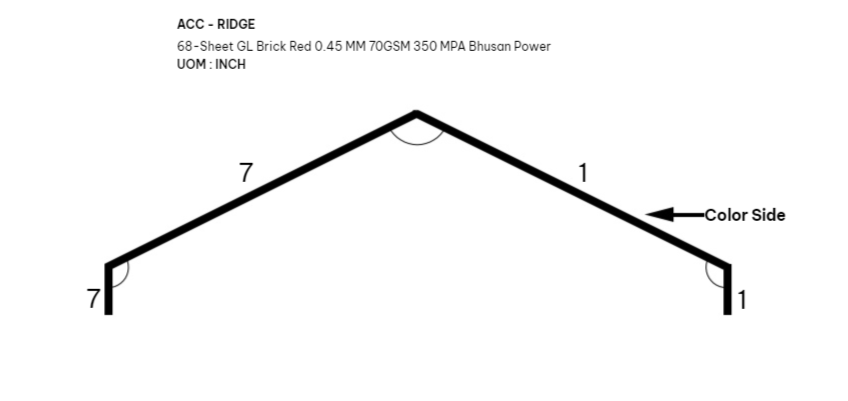 ACC - RIDGE
68-Sheet GL Brick Red 0.45 MM 70GSM 350 MPA Bhusan Power
UOM : INCH
7
1
Color Side
7
1